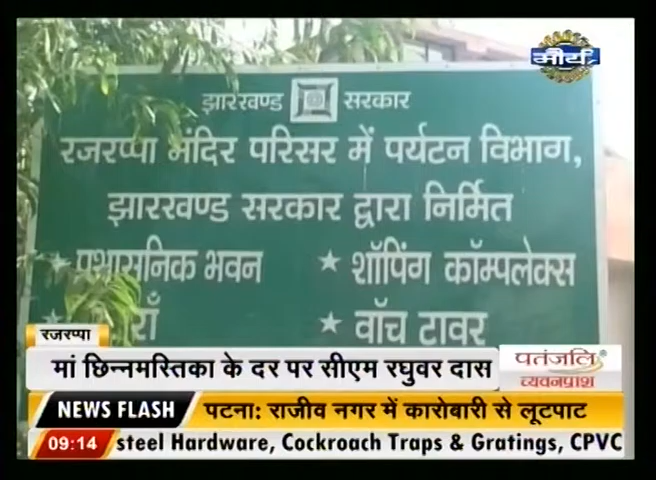 मौर्य
झारखण्ड सरकार
रजरप्पा मंदिर परिसर में पर्यटन विभाग,
झारखण्ड सरकार द्वारा निर्मित
प्रशासनिक भवन ★ शॉपिंग कॉम्पलेक्स
★ वॉच टावर
रजरप्पा
मां छिन्नमस्तिका के दर पर सीएम रघुवर दास
पतंजलि
च्यवनप्राश
NEWS FLASH पटना: राजीव नगर में कारोबारी से लूटपाट
09:14 steel Hardware, Cockroach Traps & Gratings, CPVC